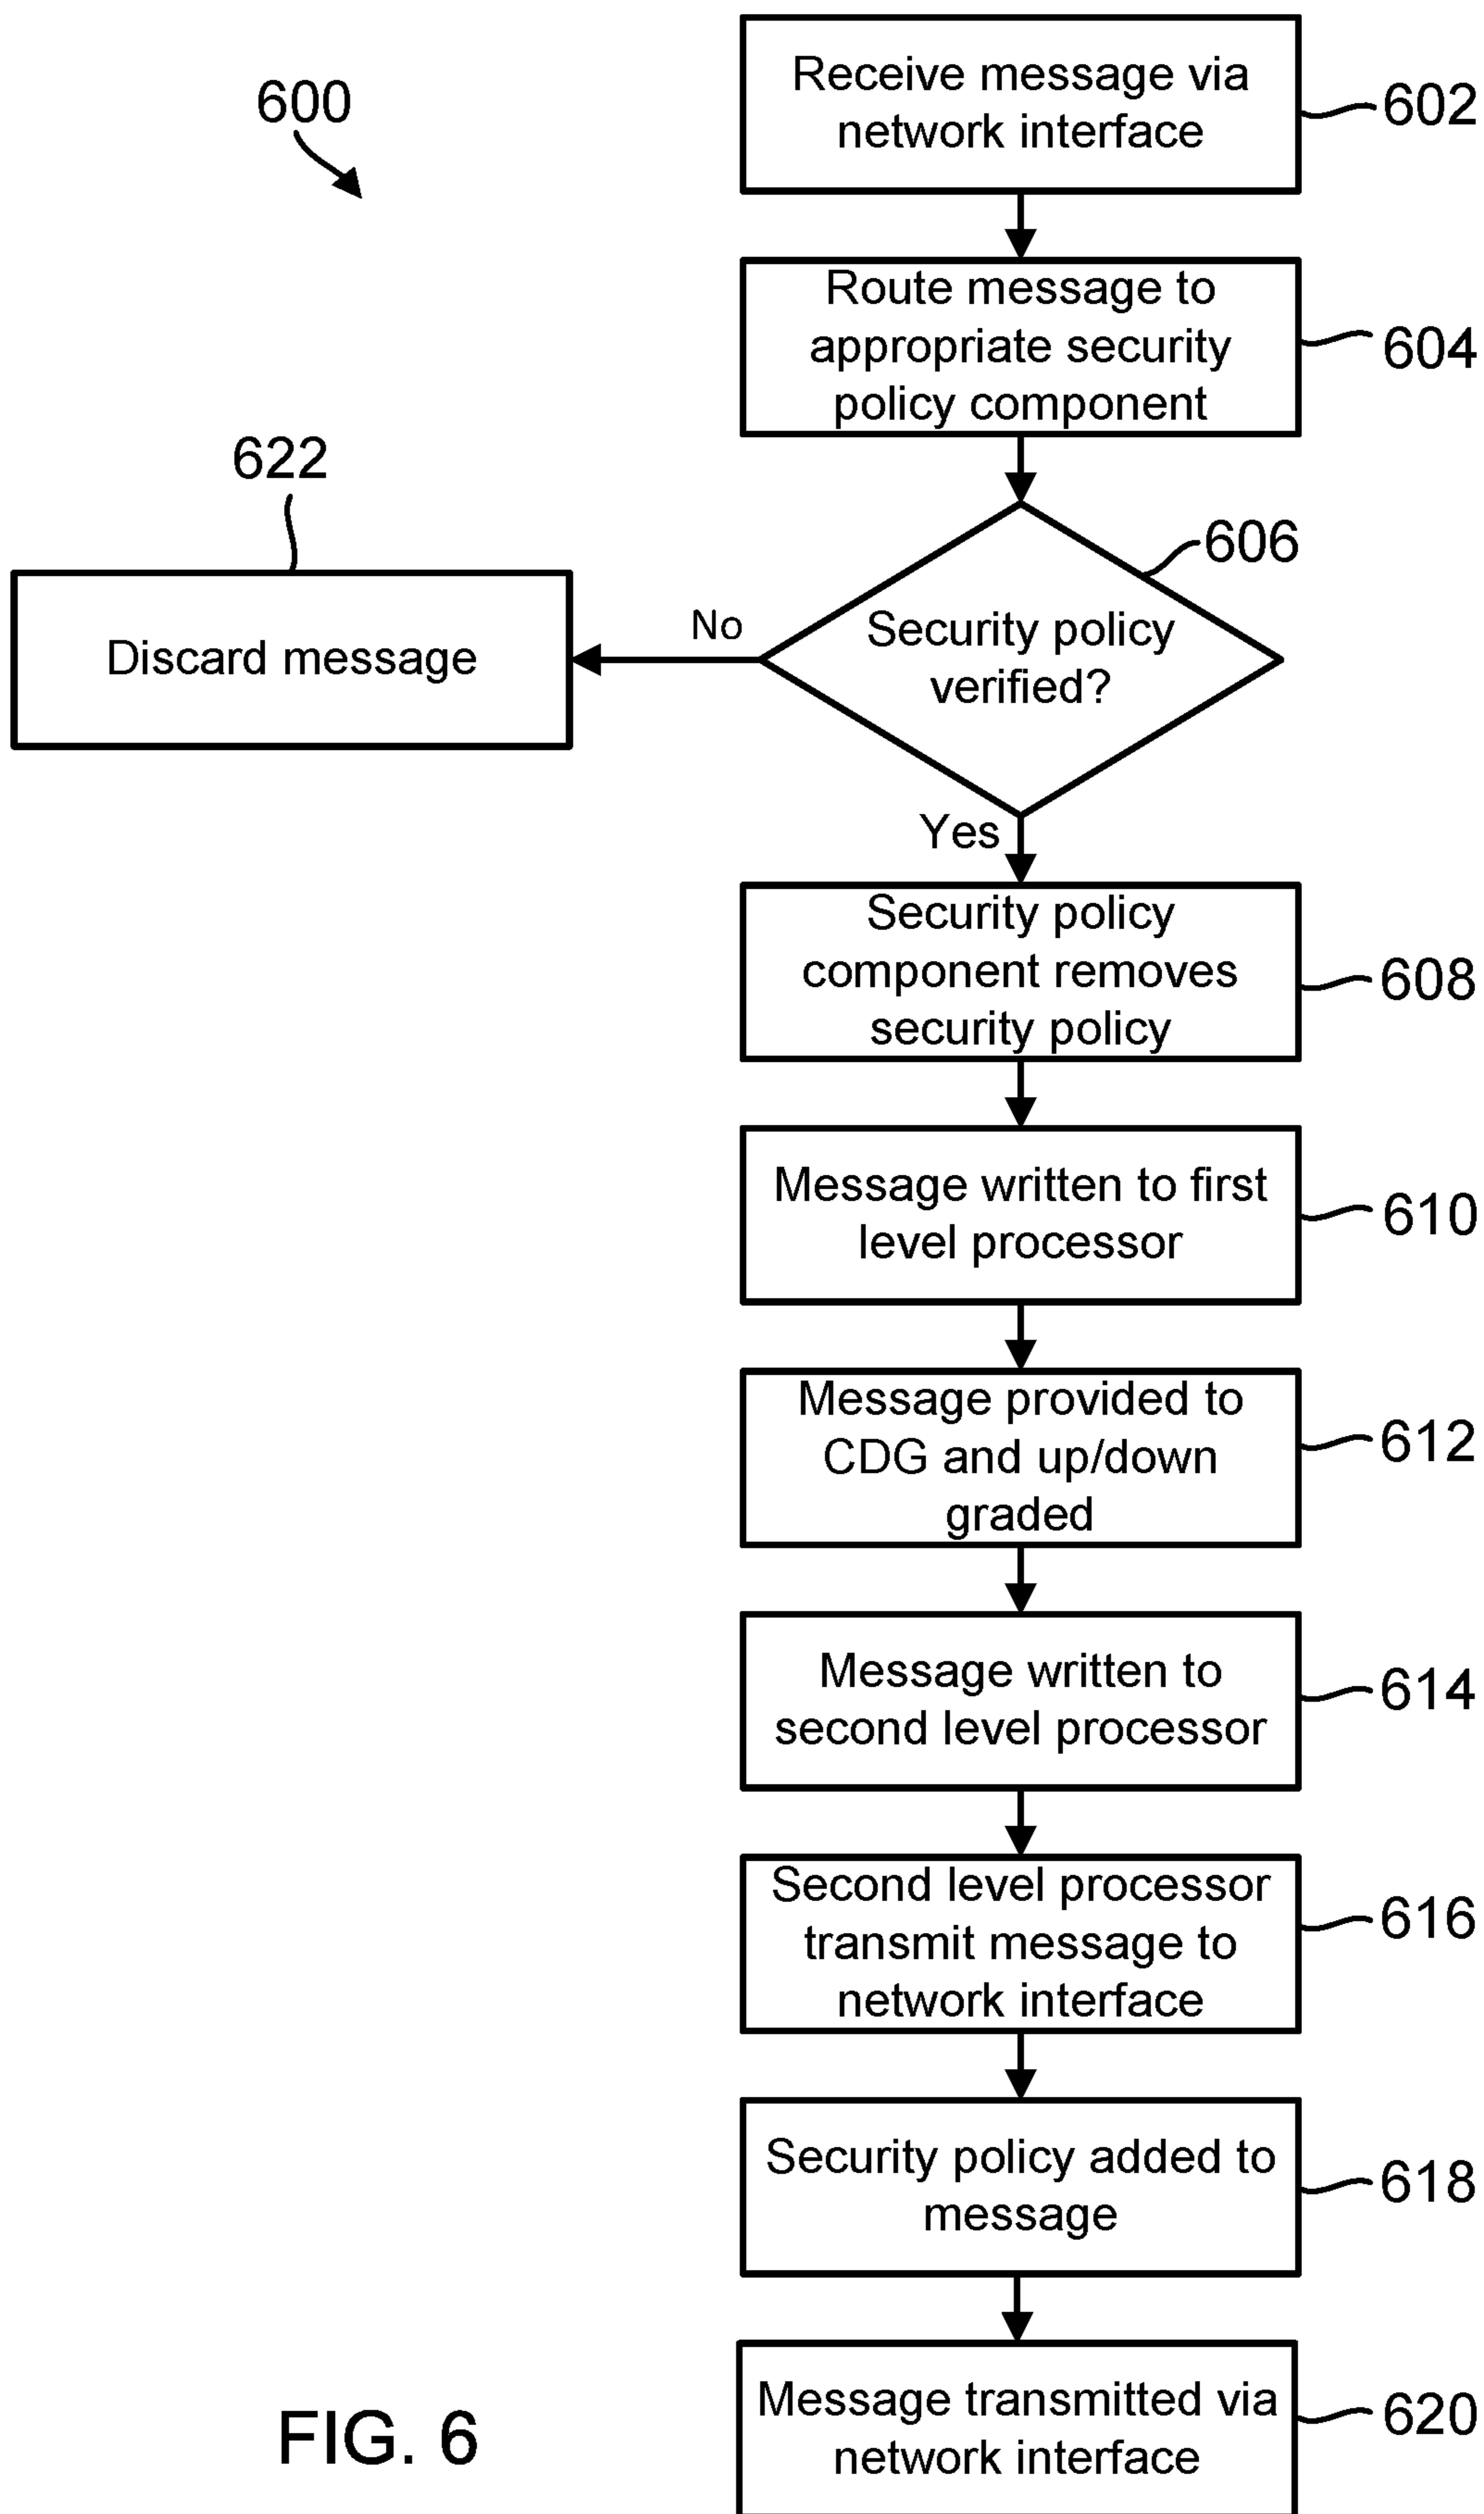 600
Receive message via
network interface
602
Route message to
appropriate security
policy component
604
622
606
Security policy
verified?
No
Discard message
Yes
Security policy
component removes
security policy
608
Message written to first
level processor
610
Message provided to
CDG and up/down
graded
612
Message written to
second level processor
614
Second level processor
transmit message to
network interface
616
Security policy added to
message
618
Message transmitted via
network interface
620
FIG. 6